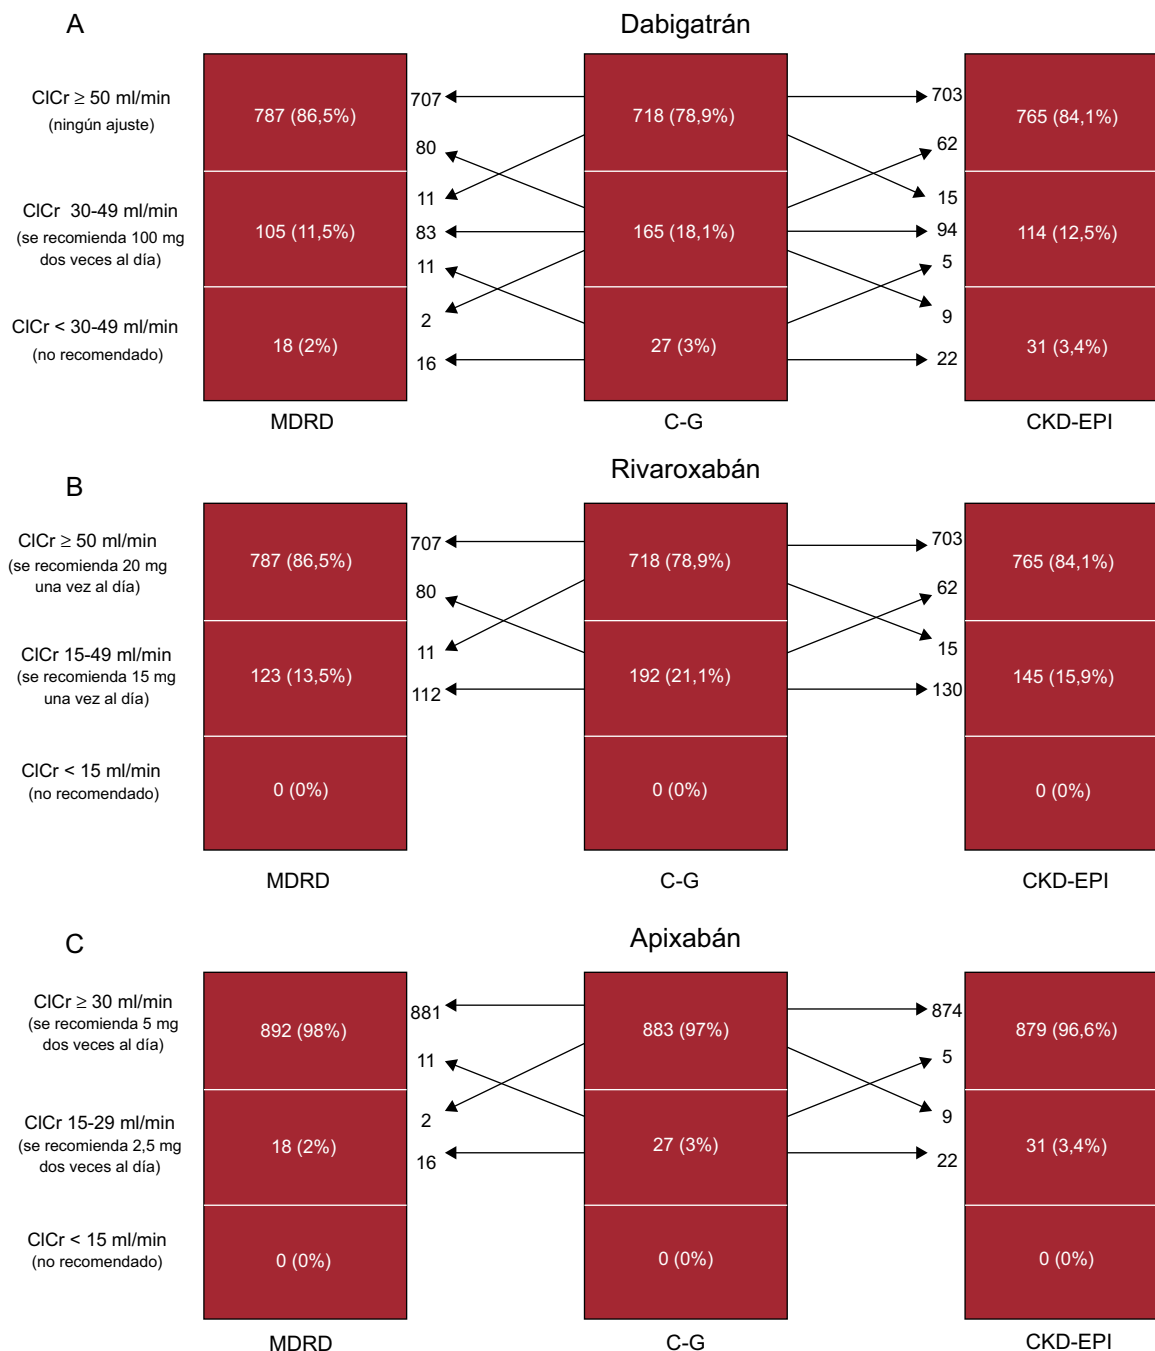 A
Dabigatrán
ClCr ≥ 50 ml/min
(ningún ajuste)
787 (86,5%)
707
718 (78,9%)
703
765 (84,1%)
80
62
11
15
ClCr 30-49 ml/min
(se recomienda 100 mg
dos veces al día)
105 (11,5%)
83
165 (18,1%)
94
114 (12,5%)
11
5
2
9
ClCr < 30-49 ml/min
(no recomendado)
18 (2%)
16
27 (3%)
22
31 (3,4%)
MDRD
C-G
CKD-EPI
B
Rivaroxabán
ClCr ≥ 50 ml/min
(se recomienda 20 mg
una vez al día)
787 (86,5%)
707
718 (78,9%)
703
765 (84,1%)
80
62
11
15
ClCr 15-49 ml/min
(se recomienda 15 mg
una vez al día)
123 (13,5%)
112
192 (21,1%)
130
145 (15,9%)
ClCr < 15 ml/min
(no recomendado)
0 (0%)
0 (0%)
0 (0%)
MDRD
C-G
CKD-EPI
C
Apixabán
ClCr ≥ 30 ml/min
(se recomienda 5 mg
dos veces al día)
892 (98%)
881
883 (97%)
874
879 (96,6%)
11
5
2
9
ClCr 15-29 ml/min
(se recomienda 2,5 mg
dos veces al día)
18 (2%)
16
27 (3%)
22
31 (3,4%)
ClCr < 15 ml/min
(no recomendado)
0 (0%)
0 (0%)
0 (0%)
MDRD
C-G
CKD-EPI